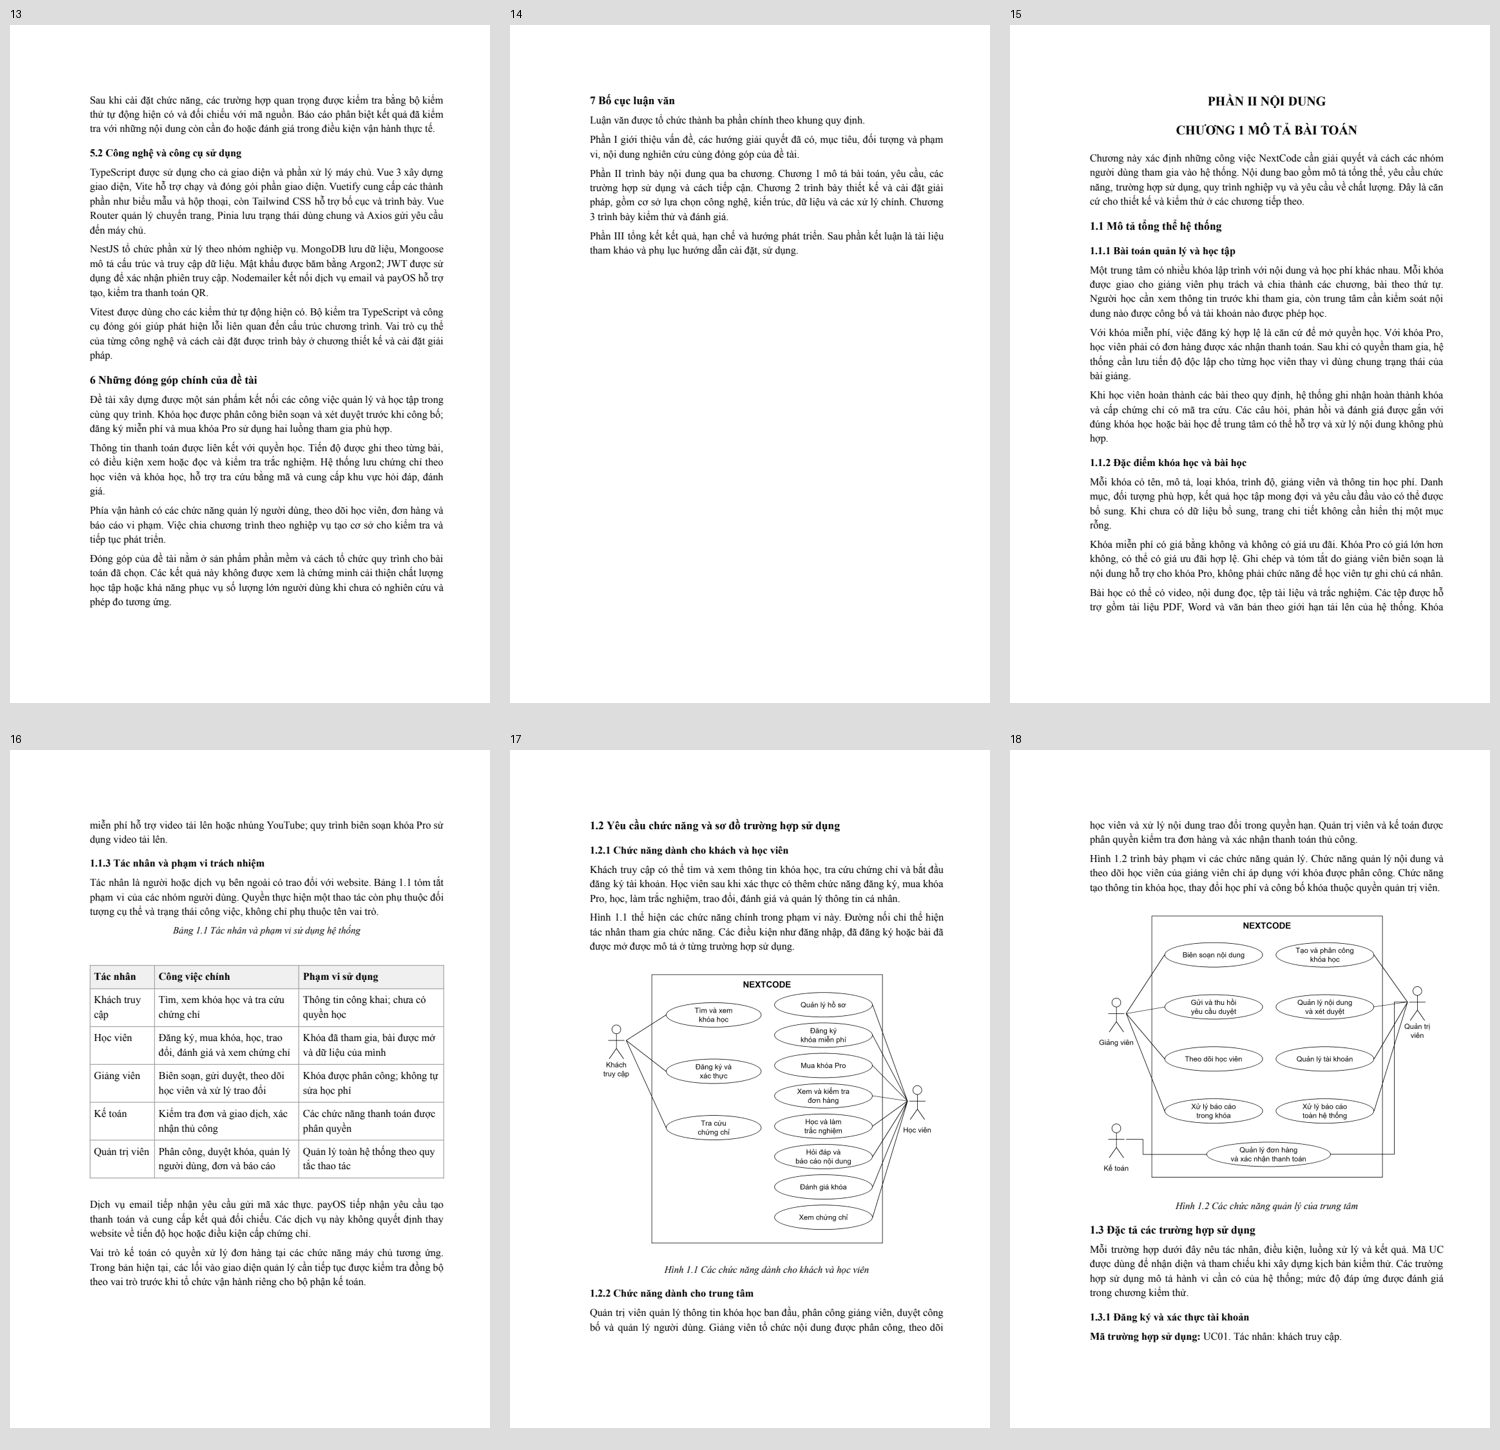 13
Sau khi cài đặt chức năng, các trường hợp quan trọng được kiểm tra bằng bộ kiểm
thử tự động hiện có và đối chiếu với mã nguồn. Báo cáo phân biệt kết quả đã kiểm
tra với những nội dung còn cần đo hoặc đánh giá trong điều kiện vận hành thực tế.
5.2 Công nghệ và công cụ sử dụng
TypeScript được sử dụng cho cả giao diện và phần xử lý máy chủ. Vue 3 xây dựng
giao diện, Vite hỗ trợ chạy và đóng gói phần giao diện. Vuetify cung cấp các thành
phần như biểu mẫu và hộp thoại, còn Tailwind CSS hỗ trợ bố cục và trình bày. Vue
Router quản lý chuyển trang, Pinia lưu trạng thái dùng chung và Axios gửi yêu cầu
đến máy chủ.
NestJS tổ chức phần xử lý theo nhóm nghiệp vụ. MongoDB lưu dữ liệu, Mongoose
mô tả cấu trúc và truy cập dữ liệu. Mật khẩu được băm bằng Argon2; JWT được sử
dụng để xác nhận phiên truy cập. Nodemailer kết nối dịch vụ email và payOS hỗ trợ
tạo, kiểm tra thanh toán QR.
Vitest được dùng cho các kiểm thử tự động hiện có. Bộ kiểm tra TypeScript và công
cụ đóng gói giúp phát hiện lỗi liên quan đến cấu trúc chương trình. Vai trò cụ thể
của từng công nghệ và cách cài đặt được trình bày ở chương thiết kế và cài đặt giải
pháp.
6 Những đóng góp chính của đề tài
Đề tài xây dựng được một sản phẩm kết nối các công việc quản lý và học tập trong
cùng quy trình. Khóa học được phân công biên soạn và xét duyệt trước khi công bố;
đăng ký miễn phí và mua khóa Pro sử dụng hai luồng tham gia phù hợp.
Thông tin thanh toán được liên kết với quyền học. Tiến độ được ghi theo từng bài,
có điều kiện xem hoặc đọc và kiểm tra trắc nghiệm. Hệ thống lưu chứng chỉ theo
học viên và khóa học, hỗ trợ tra cứu bằng mã và cung cấp khu vực hỏi đáp, đánh
giá.
Phía vận hành có các chức năng quản lý người dùng, theo dõi học viên, đơn hàng và
báo cáo vi phạm. Việc chia chương trình theo nghiệp vụ tạo cơ sở cho kiểm tra và
tiếp tục phát triển.
Đóng góp của đề tài nằm ở sản phẩm phần mềm và cách tổ chức quy trình cho bài
toán đã chọn. Các kết quả này không được xem là chứng minh cải thiện chất lượng
học tập hoặc khả năng phục vụ số lượng lớn người dùng khi chưa có nghiên cứu và
phép đo tương ứng.
14
7 Bố cục luận văn
Luận văn được tổ chức thành ba phần chính theo khung quy định.
Phần I giới thiệu vấn đề, các hướng giải quyết đã có, mục tiêu, đối tượng và phạm
vi, nội dung nghiên cứu cùng đóng góp của đề tài.
Phần II trình bày nội dung qua ba chương. Chương 1 mô tả bài toán, yêu cầu, các
trường hợp sử dụng và cách tiếp cận. Chương 2 trình bày thiết kế và cài đặt giải
pháp, gồm cơ sở lựa chọn công nghệ, kiến trúc, dữ liệu và các xử lý chính. Chương
3 trình bày kiểm thử và đánh giá.
Phần III tổng kết kết quả, hạn chế và hướng phát triển. Sau phần kết luận là tài liệu
tham khảo và phụ lục hướng dẫn cài đặt, sử dụng.
15
PHẦN II NỘI DUNG
CHƯƠNG 1 MÔ TẢ BÀI TOÁN
Chương này xác định những công việc NextCode cần giải quyết và cách các nhóm
người dùng tham gia vào hệ thống. Nội dung bao gồm mô tả tổng thể, yêu cầu chức
năng, trường hợp sử dụng, quy trình nghiệp vụ và yêu cầu về chất lượng. Đây là căn
cứ cho thiết kế và kiểm thử ở các chương tiếp theo.
1.1 Mô tả tổng thể hệ thống
1.1.1 Bài toán quản lý và học tập
Một trung tâm có nhiều khóa lập trình với nội dung và học phí khác nhau. Mỗi khóa
được giao cho giảng viên phụ trách và chia thành các chương, bài theo thứ tự.
Người học cần xem thông tin trước khi tham gia, còn trung tâm cần kiểm soát nội
dung nào được công bố và tài khoản nào được phép học.
Với khóa miễn phí, việc đăng ký hợp lệ là căn cứ để mở quyền học. Với khóa Pro,
học viên phải có đơn hàng được xác nhận thanh toán. Sau khi có quyền tham gia, hệ
thống cần lưu tiến độ độc lập cho từng học viên thay vì dùng chung trạng thái của
bài giảng.
Khi học viên hoàn thành các bài theo quy định, hệ thống ghi nhận hoàn thành khóa
và cấp chứng chỉ có mã tra cứu. Các câu hỏi, phản hồi và đánh giá được gắn với
đúng khóa học hoặc bài học để trung tâm có thể hỗ trợ và xử lý nội dung không phù
hợp.
1.1.2 Đặc điểm khóa học và bài học
Mỗi khóa có tên, mô tả, loại khóa, trình độ, giảng viên và thông tin học phí. Danh
mục, đối tượng phù hợp, kết quả học tập mong đợi và yêu cầu đầu vào có thể được
bổ sung. Khi chưa có dữ liệu bổ sung, trang chi tiết không cần hiển thị một mục
rỗng.
Khóa miễn phí có giá bằng không và không có giá ưu đãi. Khóa Pro có giá lớn hơn
không, có thể có giá ưu đãi hợp lệ. Ghi chép và tóm tắt do giảng viên biên soạn là
nội dung hỗ trợ cho khóa Pro, không phải chức năng để học viên tự ghi chú cá nhân.
Bài học có thể có video, nội dung đọc, tệp tài liệu và trắc nghiệm. Các tệp được hỗ
trợ gồm tài liệu PDF, Word và văn bản theo giới hạn tải lên của hệ thống. Khóa
16
miễn phí hỗ trợ video tải lên hoặc nhúng YouTube; quy trình biên soạn khóa Pro sử
dụng video tải lên.
1.1.3 Tác nhân và phạm vi trách nhiệm
Tác nhân là người hoặc dịch vụ bên ngoài có trao đổi với website. Bảng 1.1 tóm tắt
phạm vi của các nhóm người dùng. Quyền thực hiện một thao tác còn phụ thuộc đối
tượng cụ thể và trạng thái công việc, không chỉ phụ thuộc tên vai trò.
Bảng 1.1 Tác nhân và phạm vi sử dụng hệ thống
Tác nhân Công việc chính Phạm vi sử dụng
Khách truy Tìm, xem khóa học và tra cứu Thông tin công khai; chưa có
cập chứng chỉ quyền học
Học viên Đăng ký, mua khóa, học, trao Khóa đã tham gia, bài được mở
đổi, đánh giá và xem chứng chỉ và dữ liệu của mình
Giảng viên Biên soạn, gửi duyệt, theo dõi Khóa được phân công; không tự
học viên và xử lý trao đổi sửa học phí
Kế toán Kiểm tra đơn và giao dịch, xác Các chức năng thanh toán được
nhận thủ công phân quyền
Quản trị viên Phân công, duyệt khóa, quản lý Quản lý toàn hệ thống theo quy
người dùng, đơn và báo cáo tắc thao tác
Dịch vụ email tiếp nhận yêu cầu gửi mã xác thực. payOS tiếp nhận yêu cầu tạo
thanh toán và cung cấp kết quả đối chiếu. Các dịch vụ này không quyết định thay
website về tiến độ học hoặc điều kiện cấp chứng chỉ.
Vai trò kế toán có quyền xử lý đơn hàng tại các chức năng máy chủ tương ứng.
Trong bản hiện tại, các lối vào giao diện quản lý cần tiếp tục được kiểm tra đồng bộ
theo vai trò trước khi tổ chức vận hành riêng cho bộ phận kế toán.
17
1.2 Yêu cầu chức năng và sơ đồ trường hợp sử dụng
1.2.1 Chức năng dành cho khách và học viên
Khách truy cập có thể tìm và xem thông tin khóa học, tra cứu chứng chỉ và bắt đầu
đăng ký tài khoản. Học viên sau khi xác thực có thêm chức năng đăng ký, mua khóa
Pro, học, làm trắc nghiệm, trao đổi, đánh giá và quản lý thông tin cá nhân.
Hình 1.1 thể hiện các chức năng chính trong phạm vi này. Đường nối chỉ thể hiện
tác nhân tham gia chức năng. Các điều kiện như đăng nhập, đã đăng ký hoặc bài đã
được mở được mô tả ở từng trường hợp sử dụng.
NEXTCODE
Tìm và xem
khóa học
Đăng ký và
xác thực
Tra cứu
chứng chỉ
Khách
truy cập
Quản lý hồ sơ
Đăng ký
khóa miễn phí
Mua khóa Pro
Xem và kiểm tra
đơn hàng
Học và làm
trắc nghiệm
Hỏi đáp và
báo cáo nội dung
Đánh giá khóa
Xem chứng chỉ
Học viên
Hình 1.1 Các chức năng dành cho khách và học viên
1.2.2 Chức năng dành cho trung tâm
Quản trị viên quản lý thông tin khóa học ban đầu, phân công giảng viên, duyệt công
bố và quản lý người dùng. Giảng viên tổ chức nội dung được phân công, theo dõi
18
học viên và xử lý nội dung trao đổi trong quyền hạn. Quản trị viên và kế toán được
phân quyền kiểm tra đơn hàng và xác nhận thanh toán thủ công.
Hình 1.2 trình bày phạm vi các chức năng quản lý. Chức năng quản lý nội dung và
theo dõi học viên của giảng viên chỉ áp dụng với khóa được phân công. Chức năng
tạo thông tin khóa học, thay đổi học phí và công bố khóa thuộc quyền quản trị viên.
NEXTCODE
Biên soạn nội dung
Tạo và phân công
khóa học
Gửi và thu hồi
yêu cầu duyệt
Quản lý nội dung
và xét duyệt
Giảng viên
Quản trị
viên
Theo dõi học viên
Quản lý tài khoản
Xử lý báo cáo
trong khóa
Xử lý báo cáo
toàn hệ thống
Kế toán
Quản lý đơn hàng
và xác nhận thanh toán
Hình 1.2 Các chức năng quản lý của trung tâm
1.3 Đặc tả các trường hợp sử dụng
Mỗi trường hợp dưới đây nêu tác nhân, điều kiện, luồng xử lý và kết quả. Mã UC
được dùng để nhận diện và tham chiếu khi xây dựng kịch bản kiểm thử. Các trường
hợp sử dụng mô tả hành vi cần có của hệ thống; mức độ đáp ứng được đánh giá
trong chương kiểm thử.
1.3.1 Đăng ký và xác thực tài khoản
Mã trường hợp sử dụng: UC01. Tác nhân: khách truy cập.